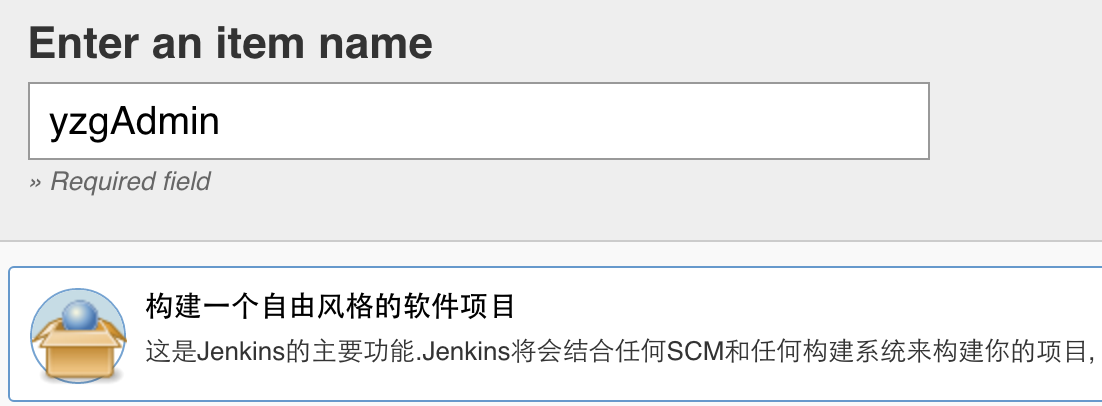 Enter an item name
yzgAdmin
» Required field
构建一个自由风格的软件项目
这是Jenkins的主要功能.Jenkins将会结合任何SCM和任何构建系统来构建你的项目,